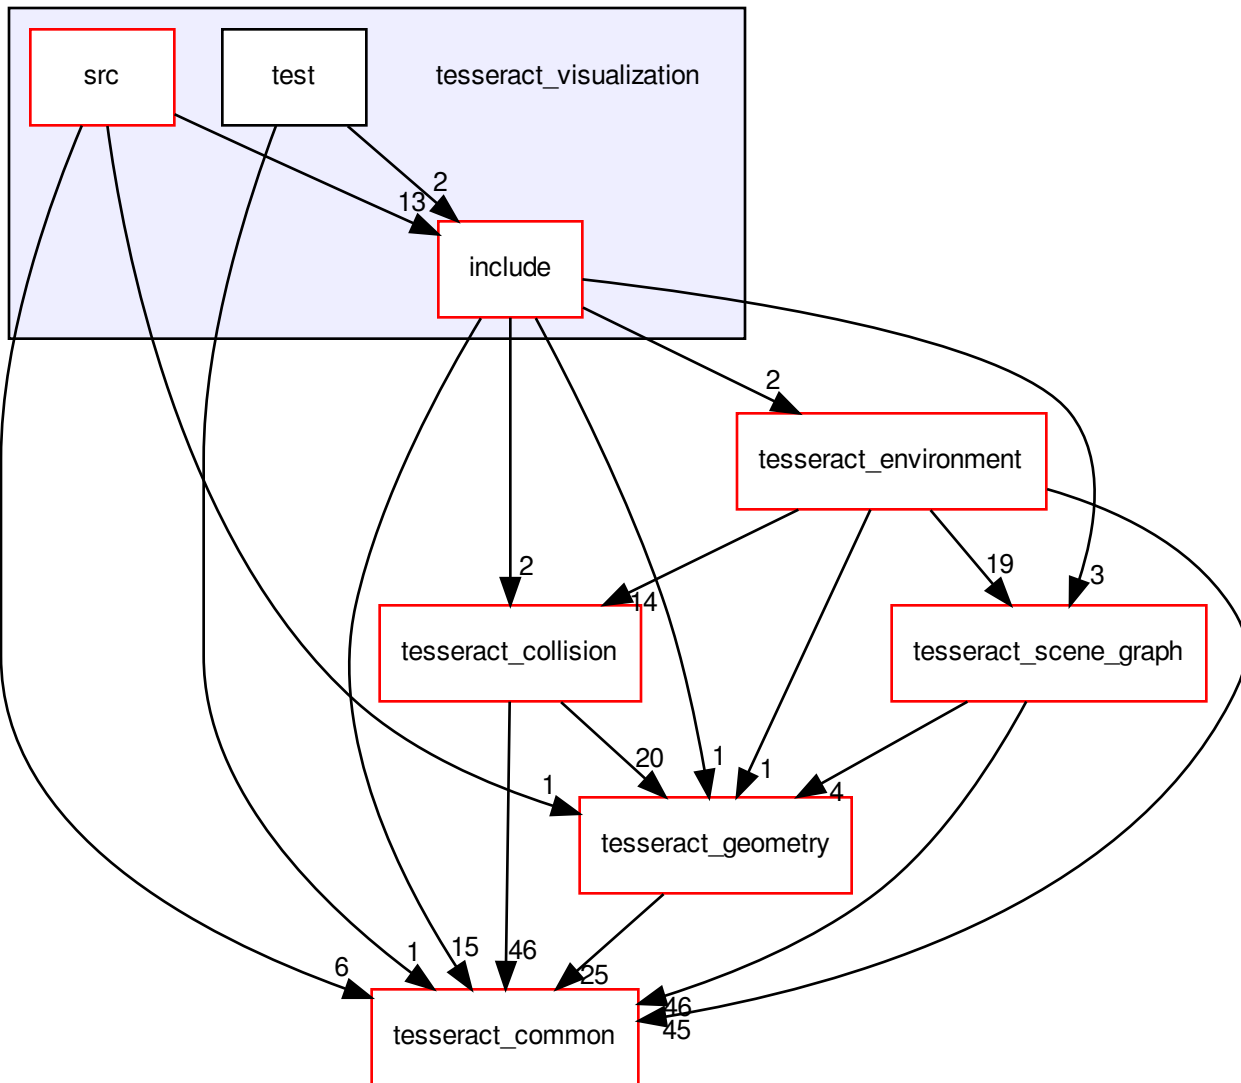 src
test
tesseract_visualization
13
2
include
2
tesseract_environment
2
14
19
3
tesseract_collision
tesseract_scene_graph
1
20
1
1
4
tesseract_geometry
6
1
15
46
25
46
45
tesseract_common